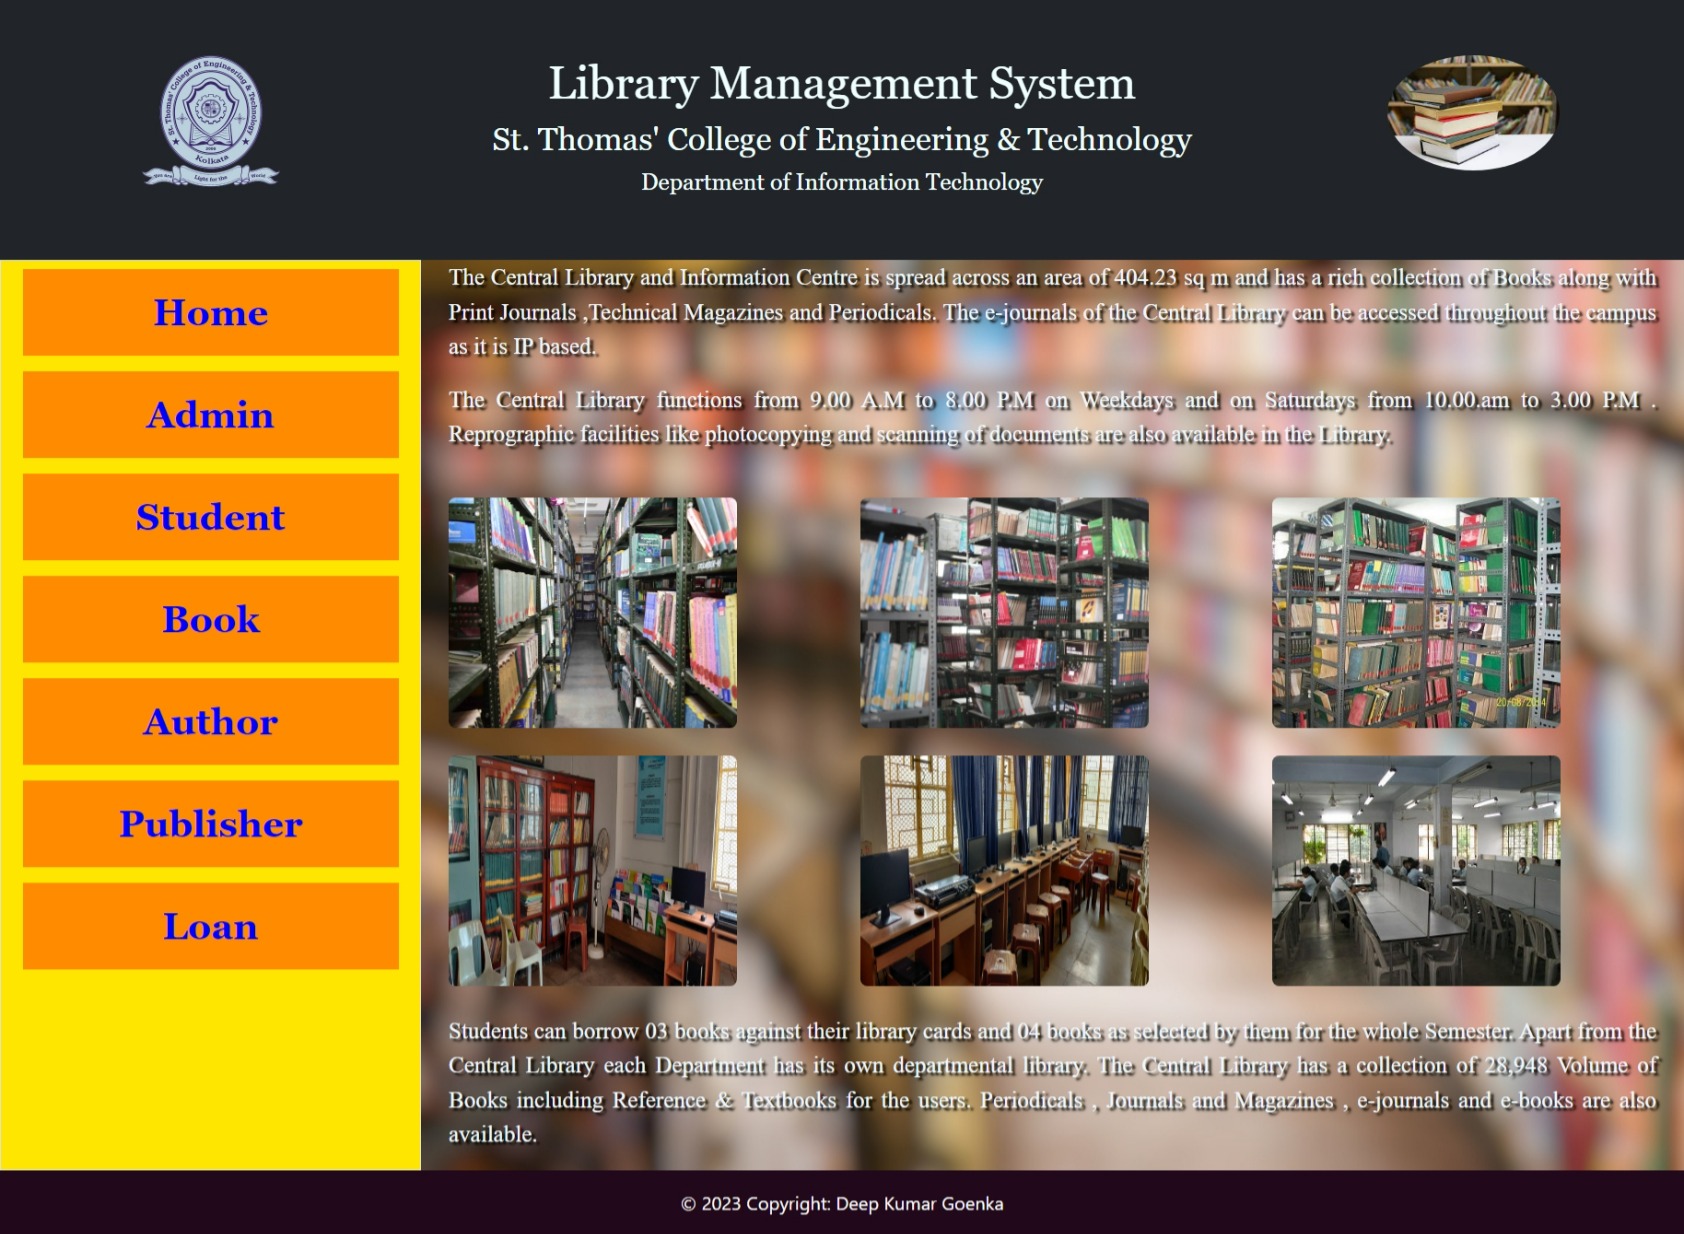 St. Thomas' College of Engineering & Technology
Kolkata
Light for the
World
Library Management System
St. Thomas' College of Engineering & Technology
Department of Information Technology
Home
Admin
Student
Book
Author
Publisher
Loan
The Central Library and Information Centre is spread across an area of 404.23 sq m and has a rich collection of Books along with
Print Journals ,Technical Magazines and Periodicals. The e-journals of the Central Library can be accessed throughout the campus
as it is IP based.
The Central Library functions from 9.00 A.M to 8.00 P.M on Weekdays and on Saturdays from 10.00.am to 3.00 P.M .
Reprographic facilities like photocopying and scanning of documents are also available in the Library.
Students can borrow 03 books against their library cards and 04 books as selected by them for the whole Semester. Apart from the
Central Library each Department has its own departmental library. The Central Library has a collection of 28,948 Volume of
Books including Reference & Textbooks for the users. Periodicals , Journals and Magazines , e-journals and e-books are also
available.
© 2023 Copyright: Deep Kumar Goenka